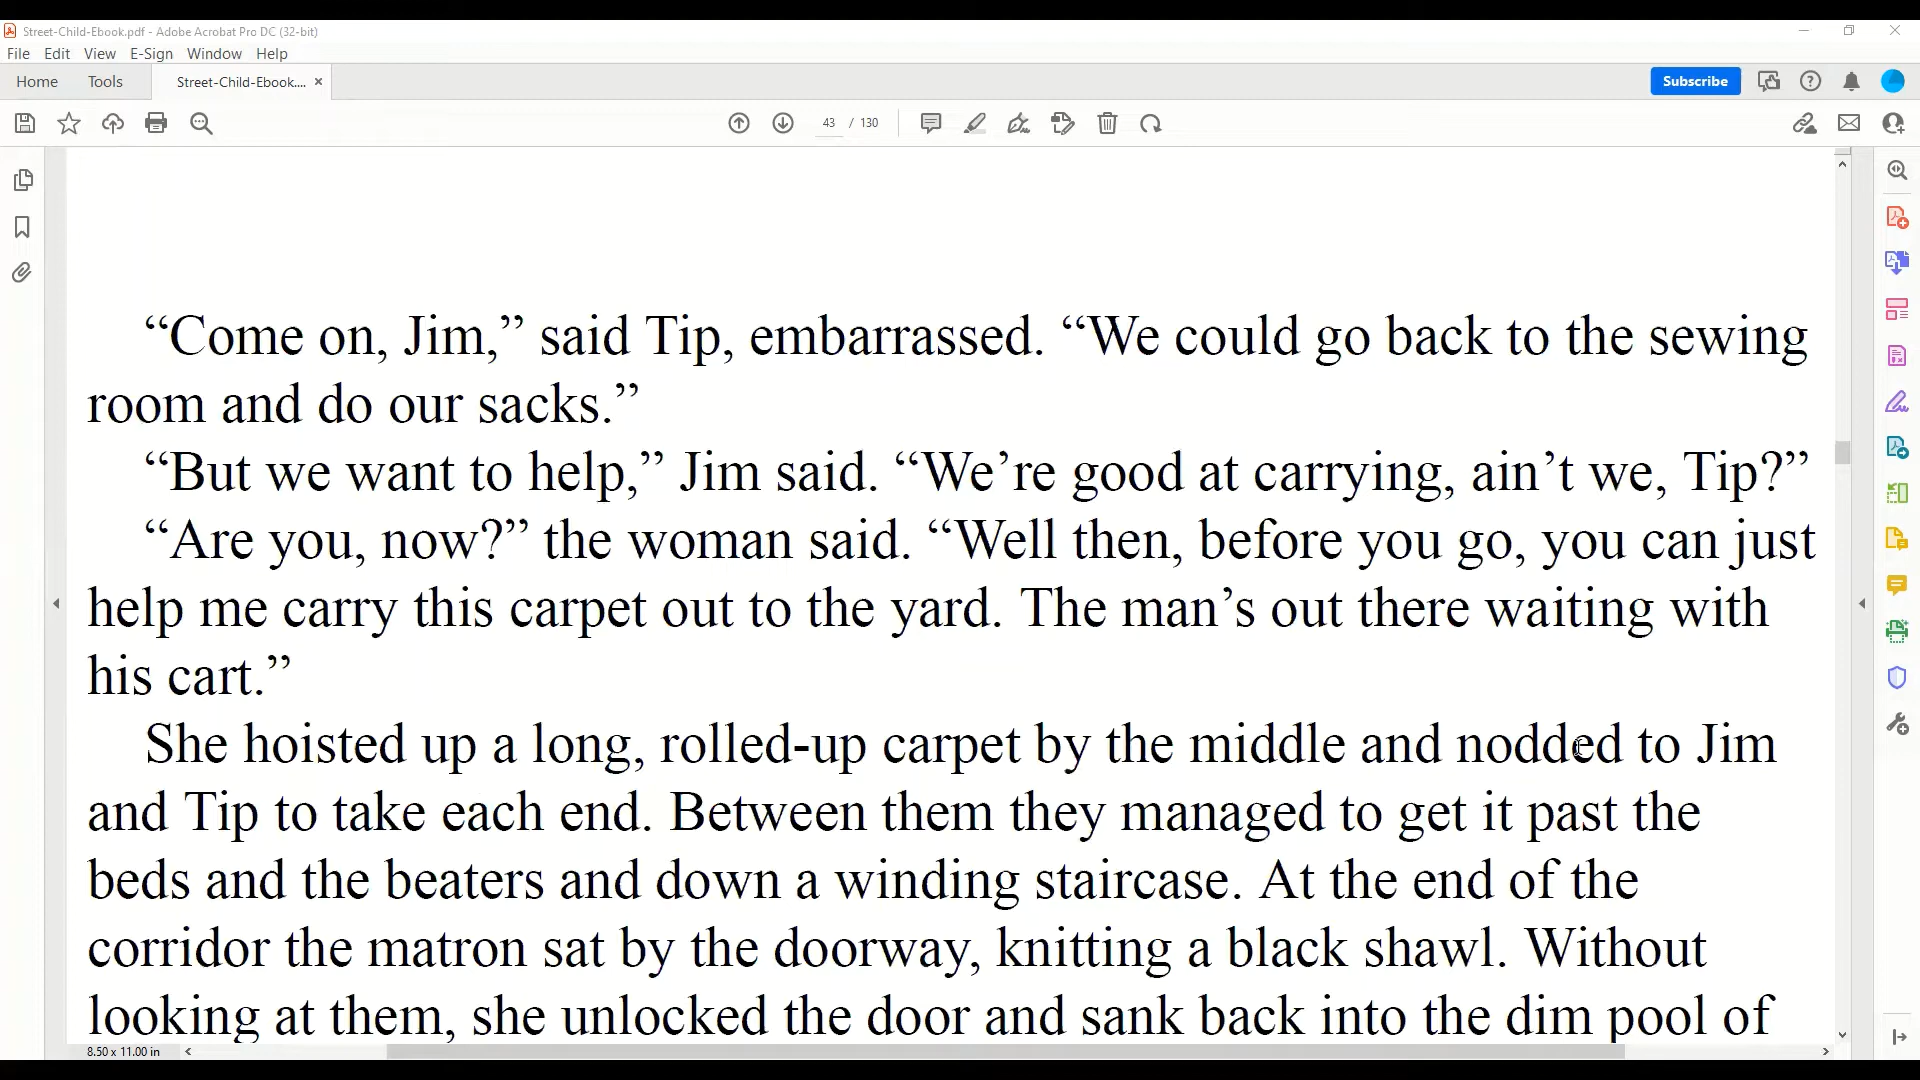 Street-Child-Ebook.pdf - Adobe Acrobat Pro DC (32-bit)
File Edit View E-Sign Window Help
Home Tools Street-Child-Ebook.... × Subscribe
43 / 130
“Come on, Jim,” said Tip, embarrassed. “We could go back to the sewing
room and do our sacks.”
“But we want to help,” Jim said. “We’re good at carrying, ain’t we, Tip?”
“Are you, now?” the woman said. “Well then, before you go, you can just
help me carry this carpet out to the yard. The man’s out there waiting with
his cart.”
She hoisted up a long, rolled-up carpet by the middle and nodded to Jim
and Tip to take each end. Between them they managed to get it past the
beds and the beaters and down a winding staircase. At the end of the
corridor the matron sat by the doorway, knitting a black shawl. Without
looking at them, she unlocked the door and sank back into the dim pool of
8.50 x 11.00 in